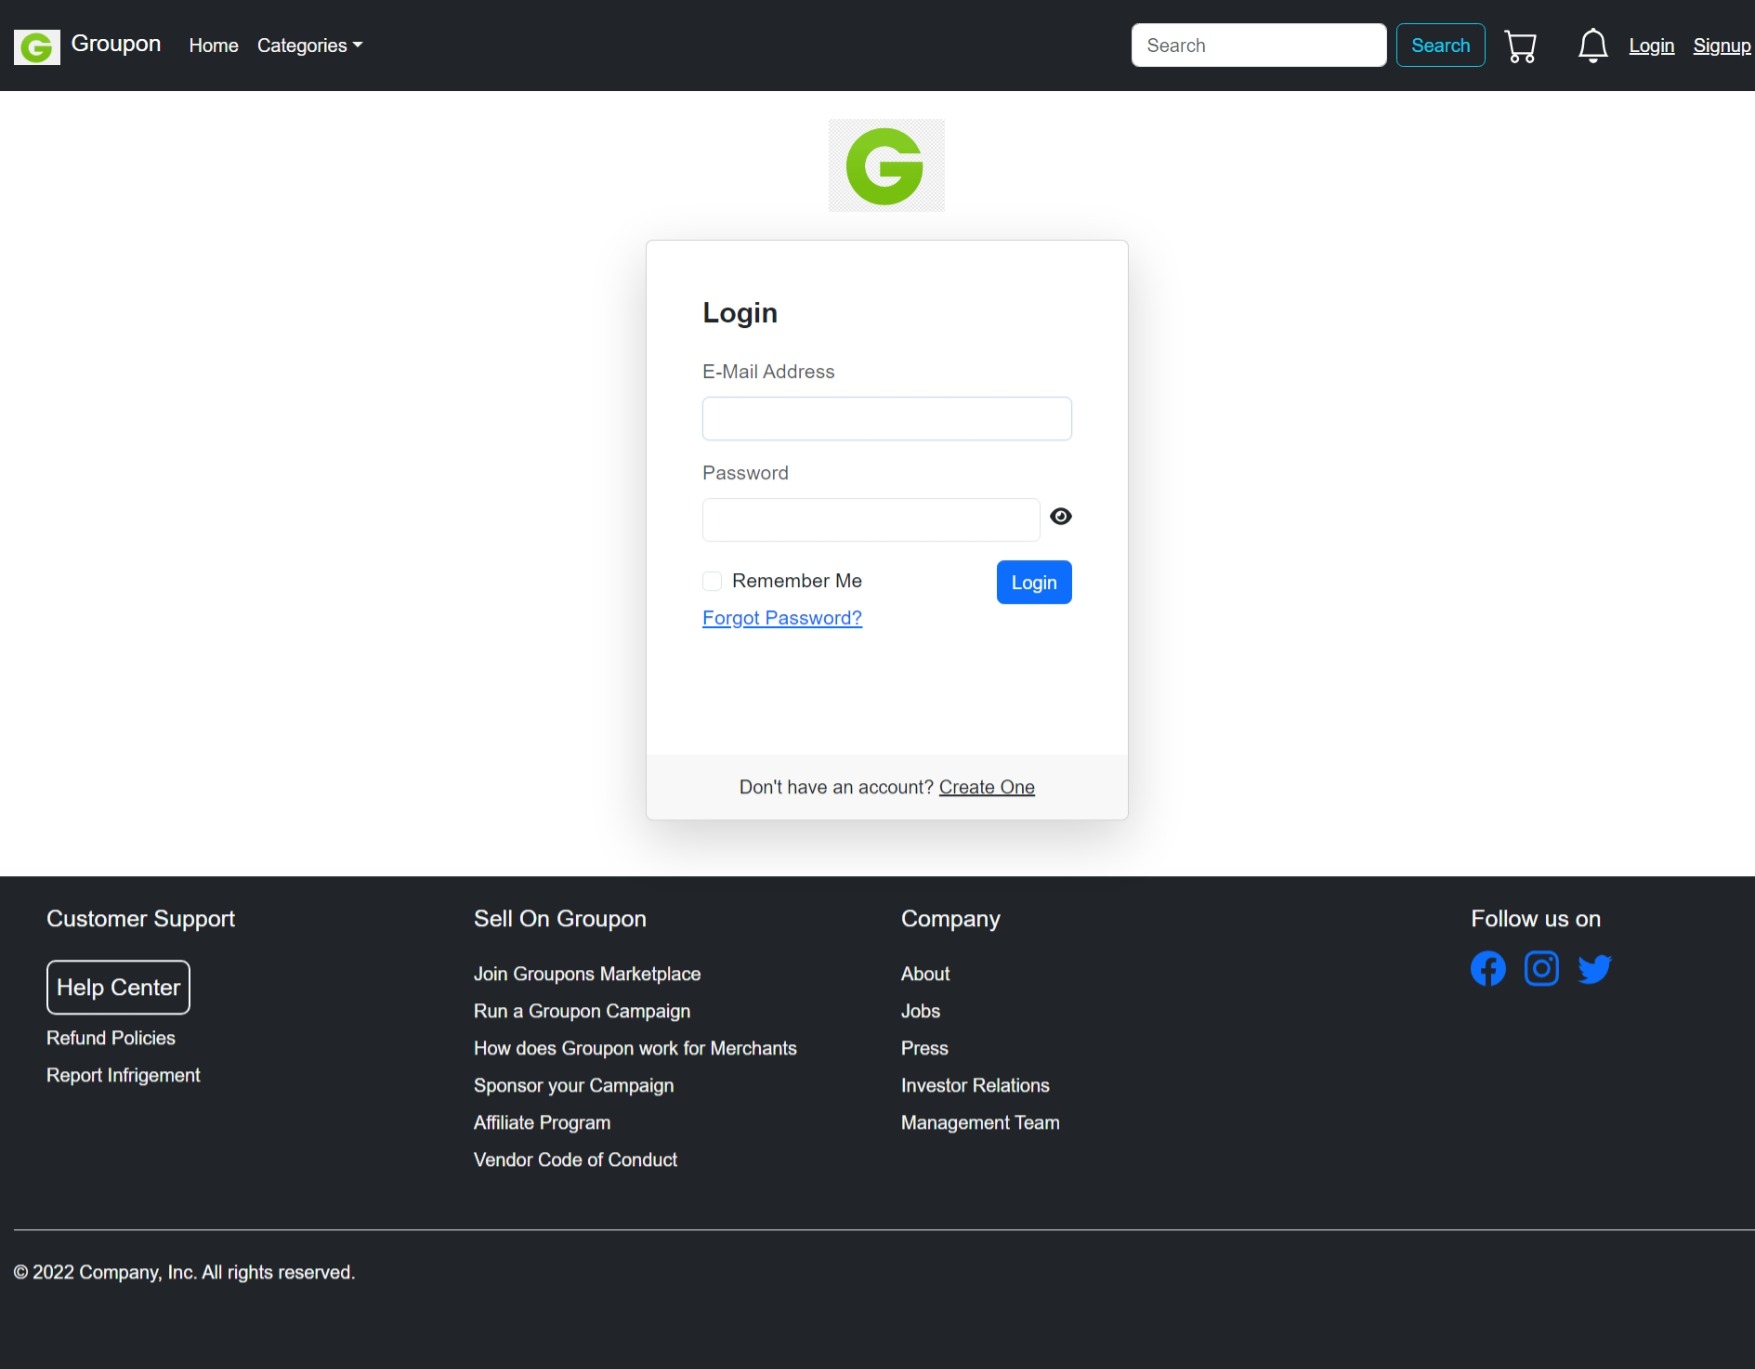 Groupon Home Categories Search Search Login Signup
Login
E-Mail Address
Password
Remember Me Login
Forgot Password?
Don't have an account? Create One
Customer Support
Help Center
Refund Policies
Report Infrigement
Sell On Groupon
Join Groupons Marketplace
Run a Groupon Campaign
How does Groupon work for Merchants
Sponsor your Campaign
Affiliate Program
Vendor Code of Conduct
Company
About
Jobs
Press
Investor Relations
Management Team
Follow us on
© 2022 Company, Inc. All rights reserved.